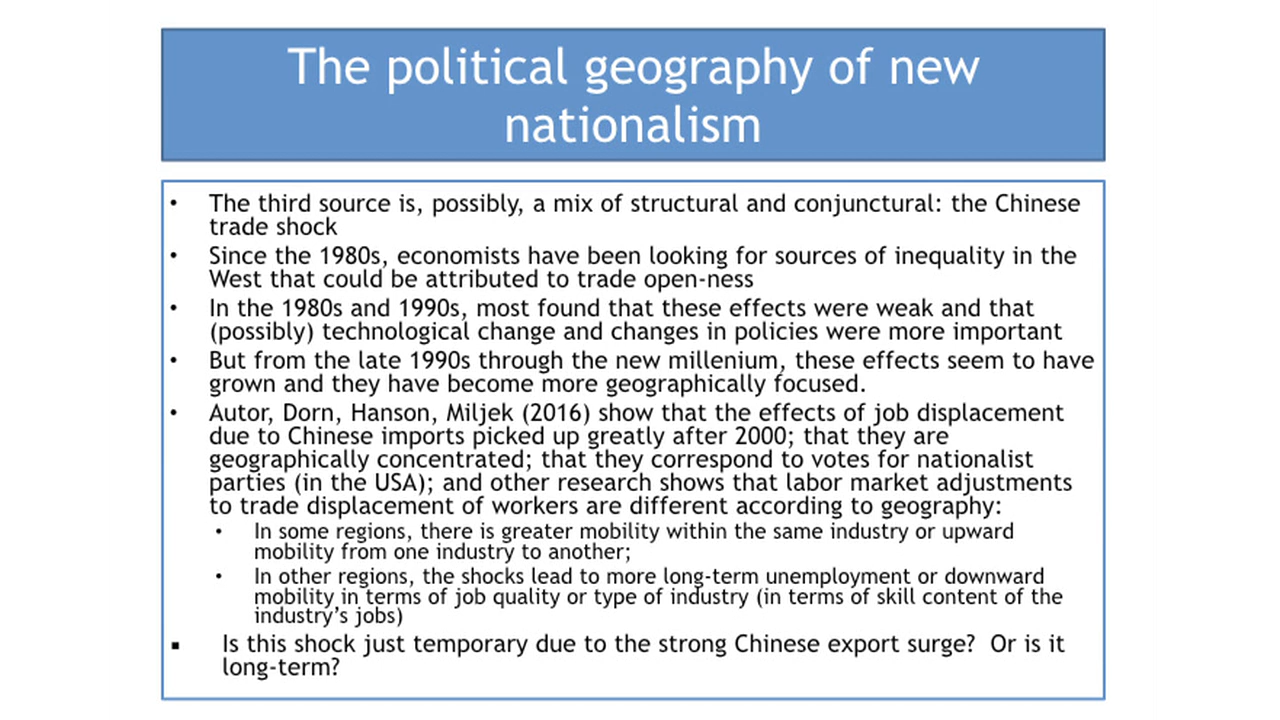 The political geography of new
nationalism
• The third source is, possibly, a mix of structural and conjunctural: the Chinese
trade shock
• Since the 1980s, economists have been looking for sources of inequality in the
West that could be attributed to trade open-ness
• In the 1980s and 1990s, most found that these effects were weak and that
(possibly) technological change and changes in policies were more important
• But from the late 1990s through the new millenium, these effects seem to have
grown and they have become more geographically focused.
• Autor, Dorn, Hanson, Miljek (2016) show that the effects of job displacement
due to Chinese imports picked up greatly after 2000; that they are
geographically concentrated; that they correspond to votes for nationalist
parties (in the USA); and other research shows that labor market adjustments
to trade displacement of workers are different according to geography:
• In some regions, there is greater mobility within the same industry or upward
mobility from one industry to another;
• In other regions, the shocks lead to more long-term unemployment or downward
mobility in terms of job quality or type of industry (in terms of skill content of the
industry's jobs)
▪ Is this shock just temporary due to the strong Chinese export surge? Or is it
long-term?